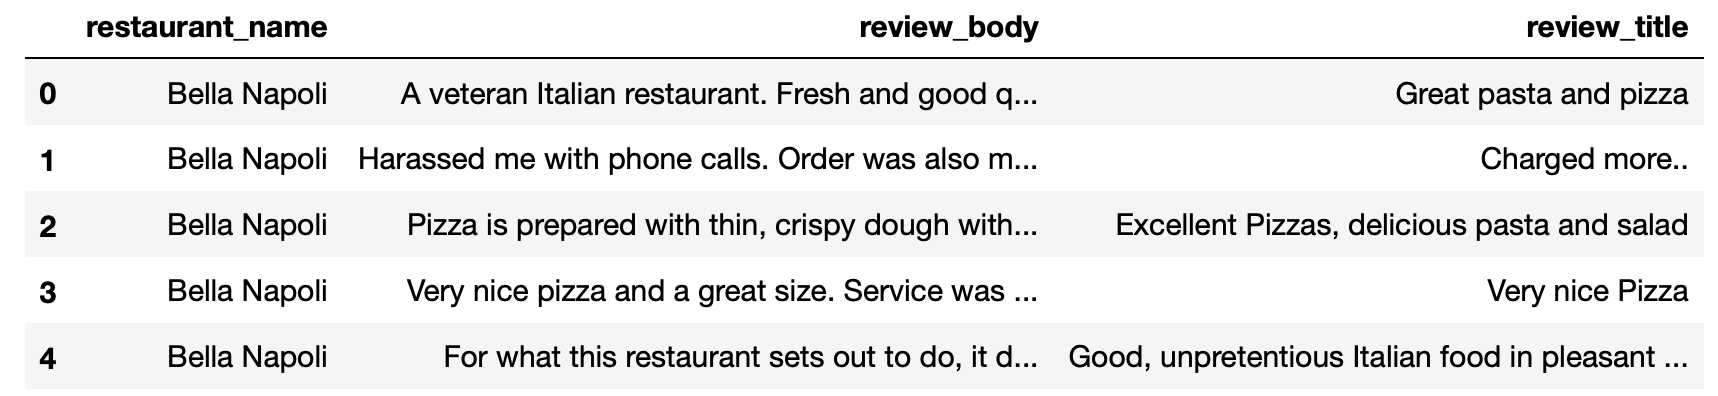 restaurant_name review_body review_title
0 Bella Napoli A veteran Italian restaurant. Fresh and good q... Great pasta and pizza
1 Bella Napoli Harassed me with phone calls. Order was also m... Charged more..
2 Bella Napoli Pizza is prepared with thin, crispy dough with... Excellent Pizzas, delicious pasta and salad
3 Bella Napoli Very nice pizza and a great size. Service was ... Very nice Pizza
4 Bella Napoli For what this restaurant sets out to do, it d... Good, unpretentious Italian food in pleasant ...